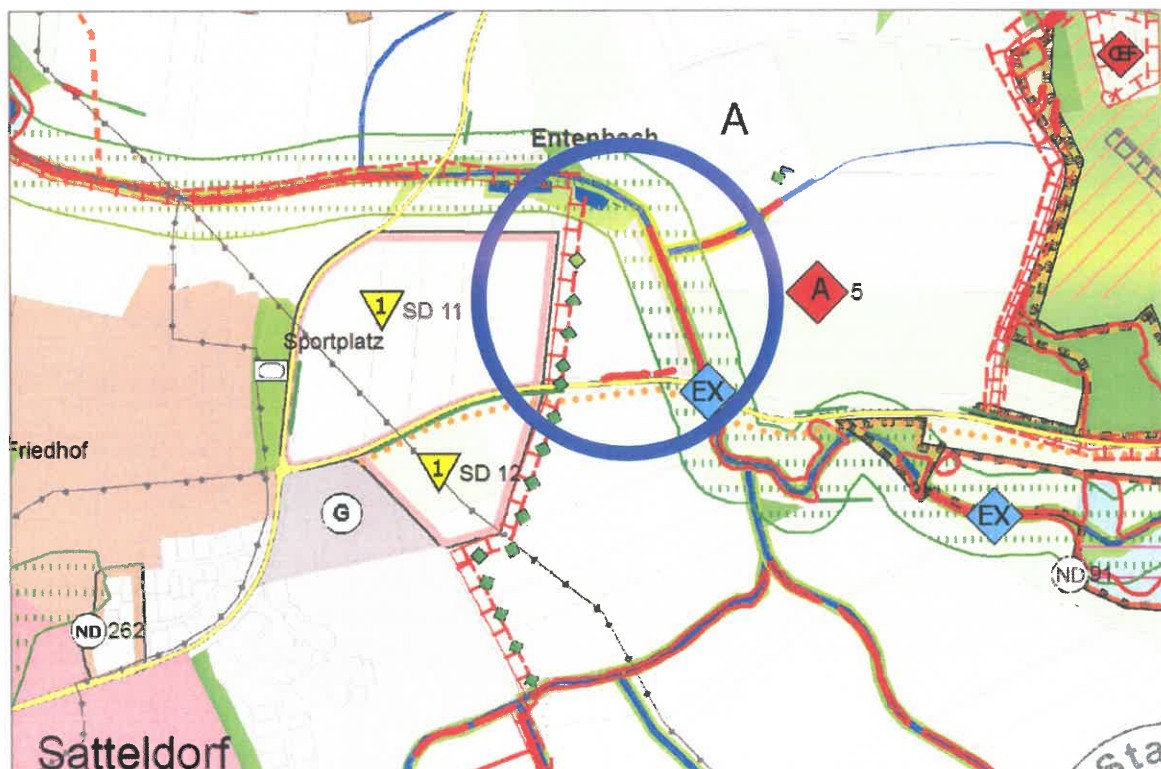 CEF
A
Entenbach
A 5
1 SD 11
Sportplatz
EX
Friedhof
1 SD 12
G
EX
ND 91
ND 262
Satteldorf
Sta